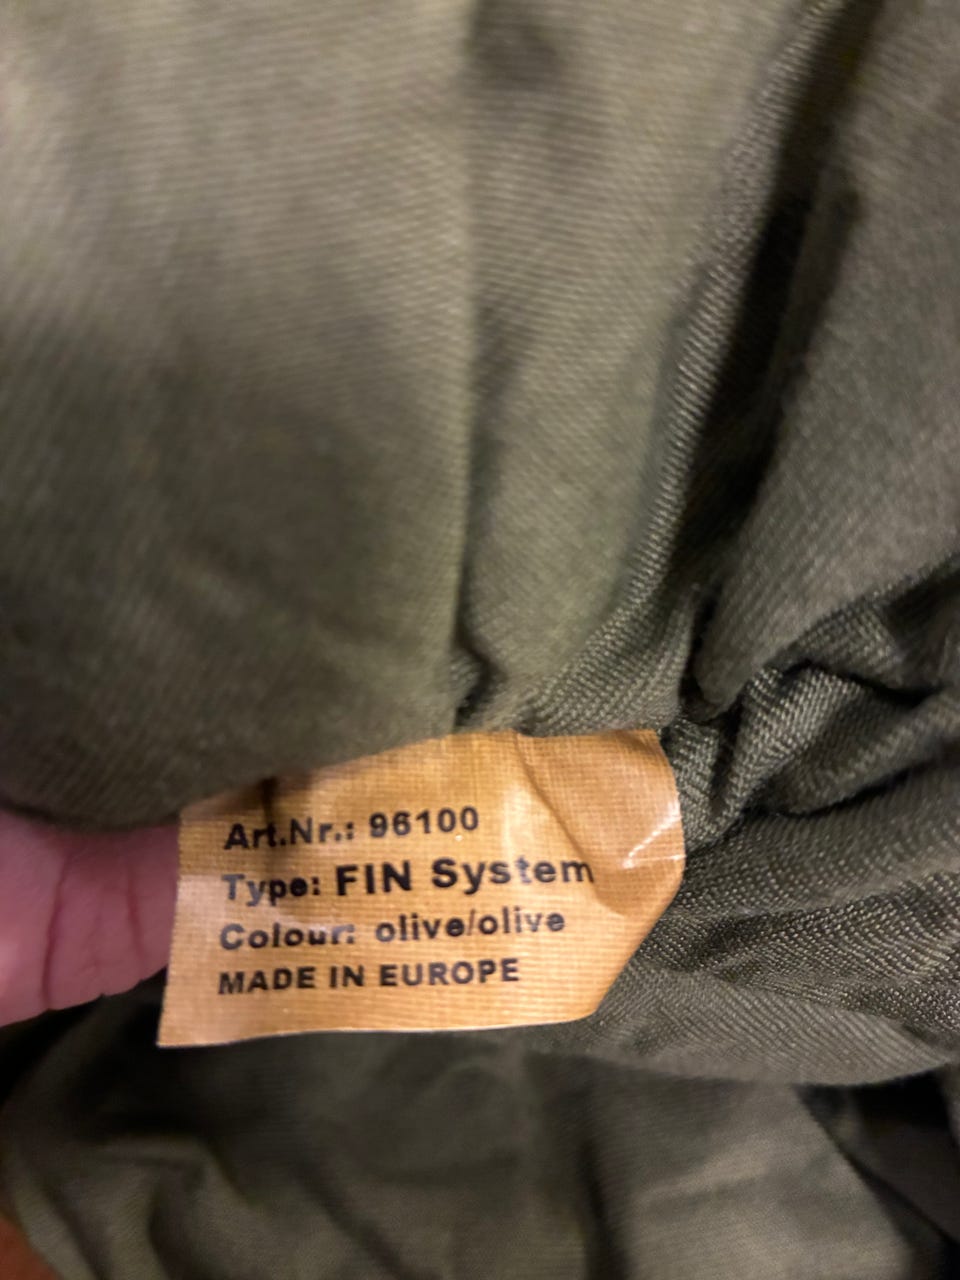 Art.Nr.: 96100
Type: FIN System
Colour: olive/olive
MADE IN EUROPE